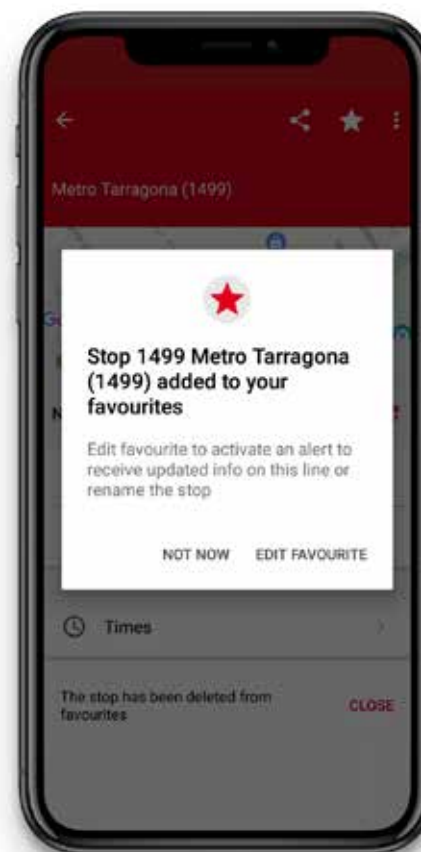 Metro Tarragona (1499)
Stop 1499 Metro Tarragona
(1499) added to your
favourites
Edit favourite to activate an alert to
receive updated info on this line or
rename the stop
NOT NOW EDIT FAVOURITE
Times
The stop has been deleted from
favourites
CLOSE